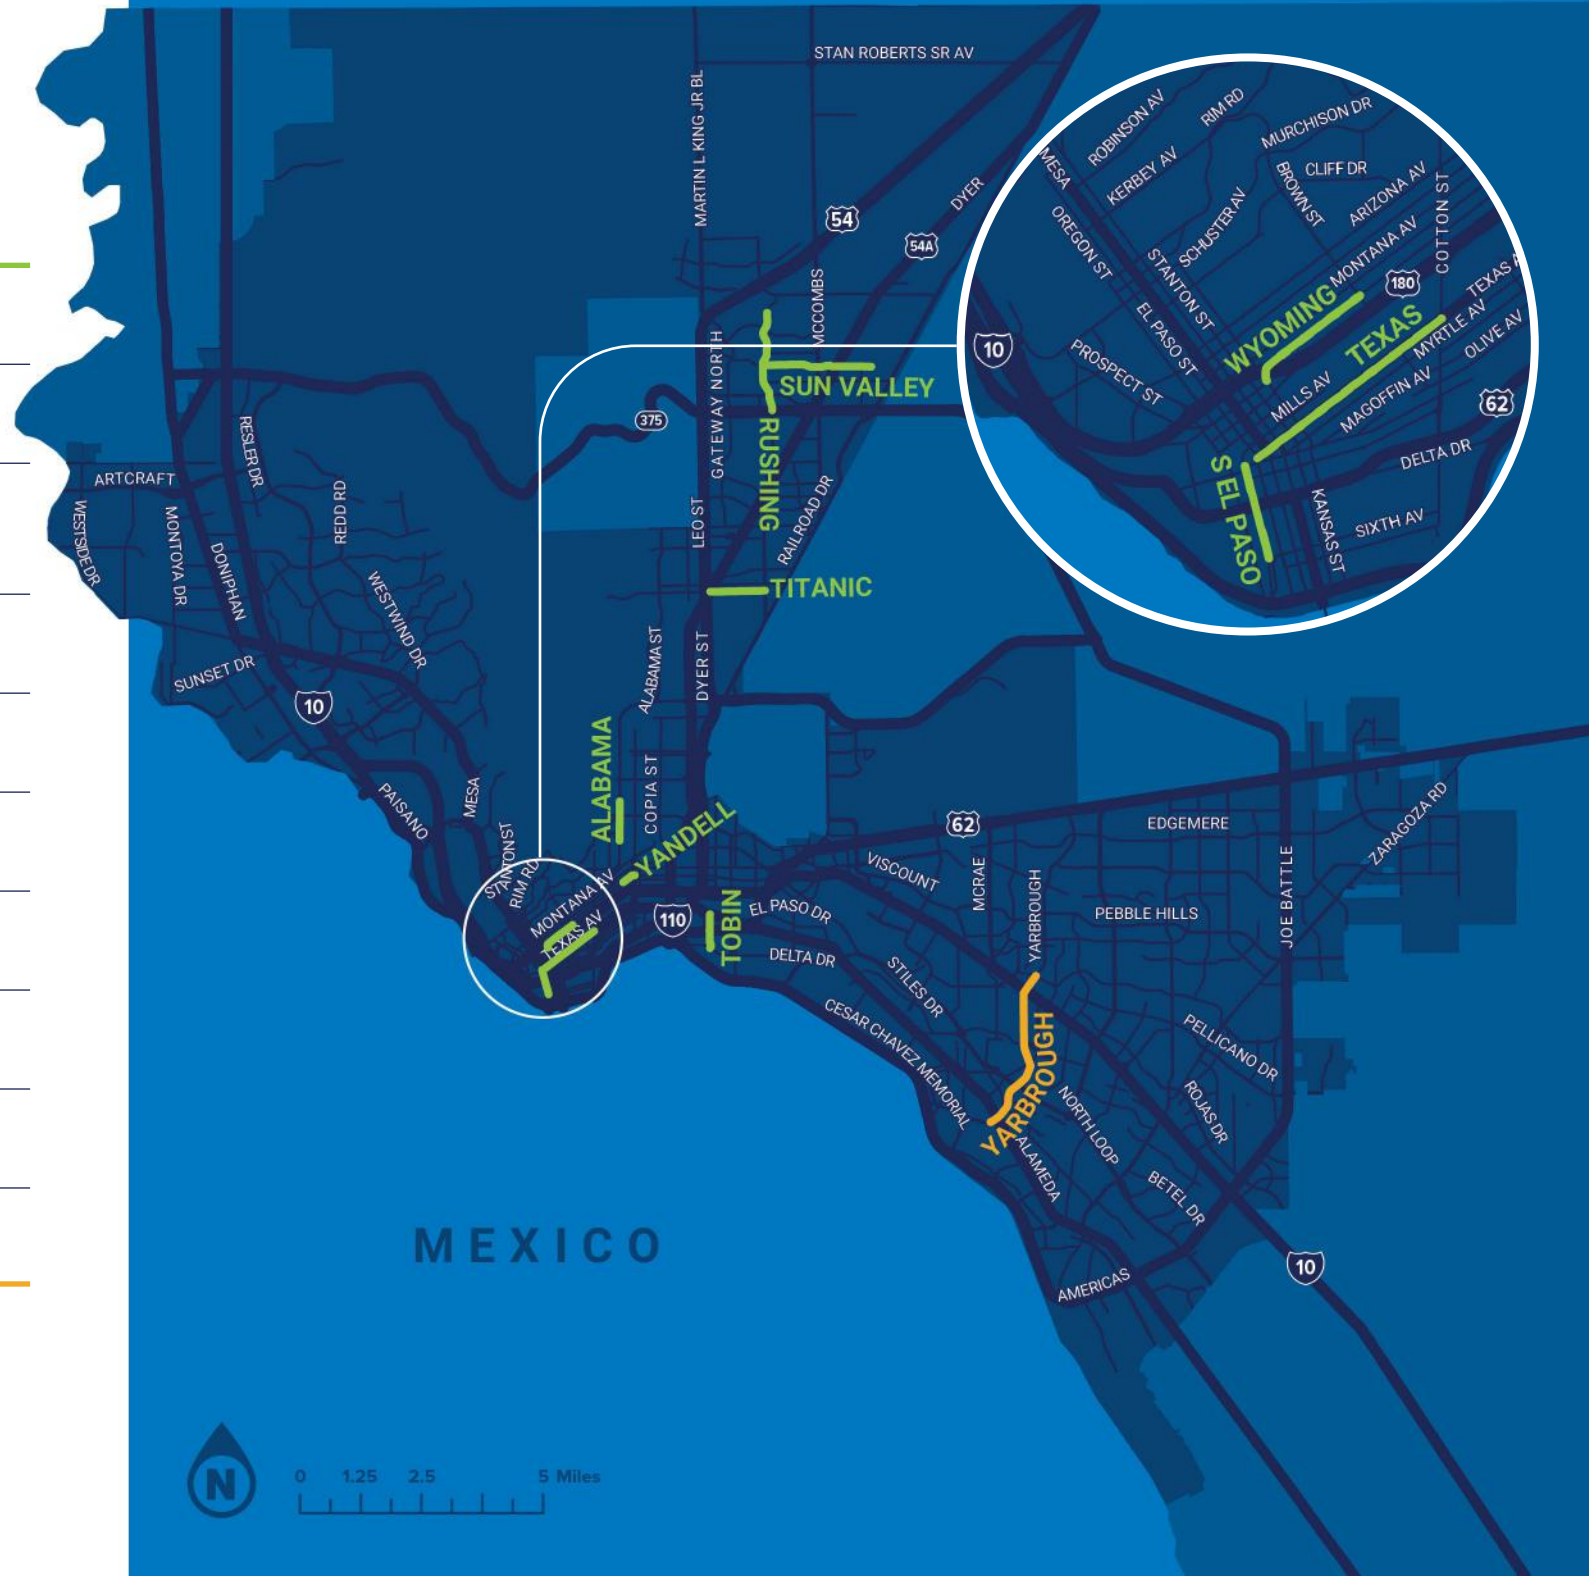 STAN ROBERTS SR AV
MARTIN L KING JR BL
54
54A
DYER
MCCOMBS
GATEWAY NORTH
SUN VALLEY
RUSHING
375
LEO ST
RAILROAD DR
TITANIC
ALABAMA ST
DYER ST
ALABAMA
COPIA ST
YANDELL
ARTCRAFT
WESTSIDE DR
MONTOYA DR
DONIPHAN
RESLER DR
REDD RD
WESTWIND DR
SUNSET DR
10
PAISANO
MESA
STANTON ST
RIM RD
MONTANA AV
TEXAS AV
110
TOBIN
EL PASO DR
DELTA DR
62
VISCOUNT
MCRAE
YARBROUGH
EDGEMERE
PEBBLE HILLS
JOE BATTLE
ZARAGOZA RD
STILES DR
CESAR CHAVEZ MEMORIAL
YARBROUGH
PELLICANO DR
ROJAS DR
NORTH LOOP
ALAMEDA
BETEL DR
AMERICAS
10
ROBINSON AV
RIM RD
MURCHISON DR
MESA
KERBEY AV
CLIFF DR
BROWN ST
ARIZONA AV
COTTON ST
OREGON ST
SCHUSTER AV
STANTON ST
MONTANA AV
180
TEXAS A
EL PASO ST
WYOMING
TEXAS
MYRTLE AV
OLIVE AV
10
PROSPECT ST
MILLS AV
MAGOFFIN AV
62
DELTA DR
S EL PASO
KANSAS ST
SIXTH AV
MEXICO
N
0 1.25 2.5 5 Miles